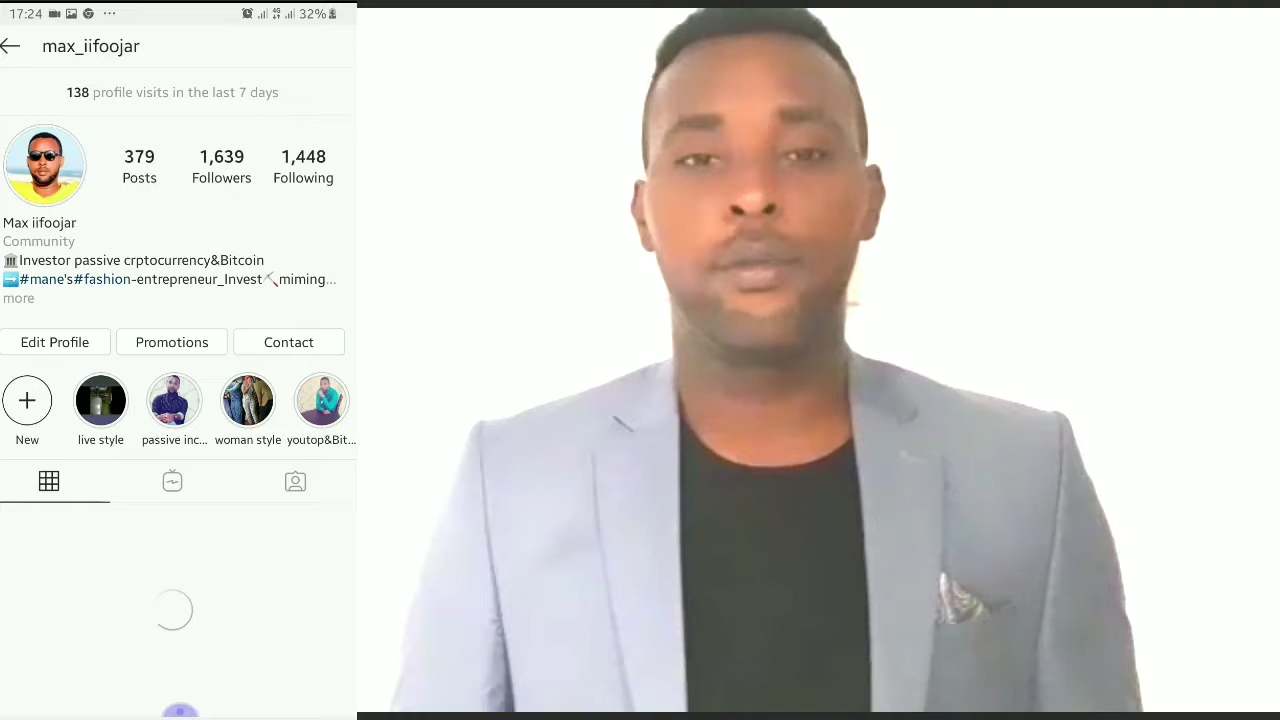 17:24 ... 4G 32%
max_iifoojar
138 profile visits in the last 7 days
379 1,639 1,448
Posts Followers Following
Max iifoojar
Community
🏛Investor passive crptocurrency&Bitcoin
➡#mane's#fashion-entrepreneur_Invest⛏miming...
more
Edit Profile Promotions Contact
New live style passive inc... woman style youtop&Bit...